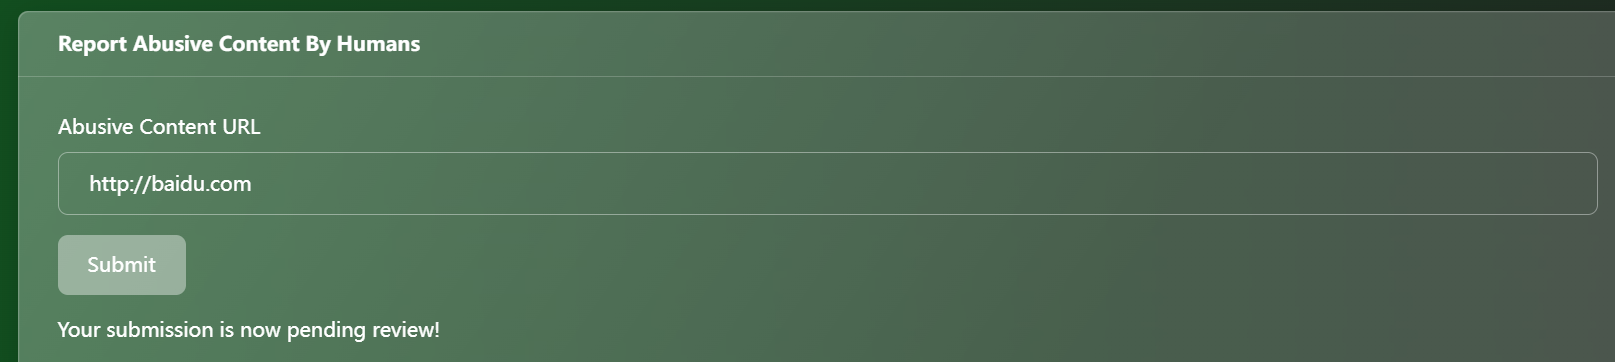 Report Abusive Content By Humans
Abusive Content URL
http://baidu.com
Submit
Your submission is now pending review!